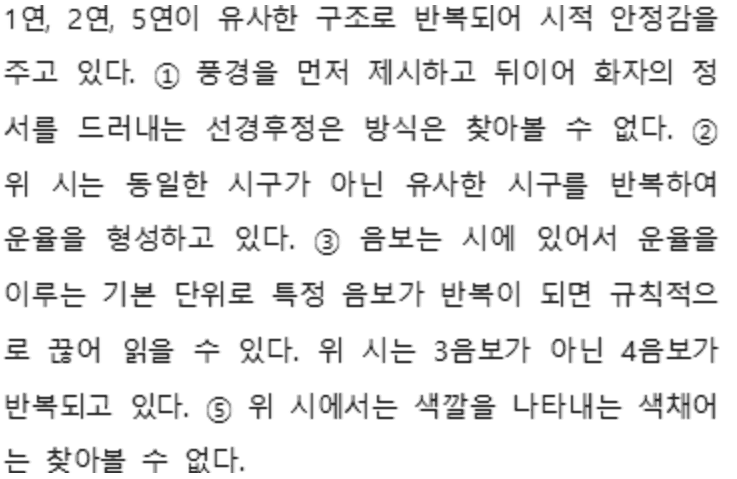 1연, 2연, 5연이 유사한 구조로 반복되어 시적 안정감을
주고 있다. ① 풍경을 먼저 제시하고 뒤이어 화자의 정
서를 드러내는 선경후정은 방식은 찾아볼 수 없다. ②
위 시는 동일한 시구가 아닌 유사한 시구를 반복하여
운율을 형성하고 있다. ③ 음보는 시에 있어서 운율을
이루는 기본 단위로 특정 음보가 반복이 되면 규칙적으
로 끊어 읽을 수 있다. 위 시는 3음보가 아닌 4음보가
반복되고 있다. ⑤ 위 시에서는 색깔을 나타내는 색채어
는 찾아볼 수 없다.